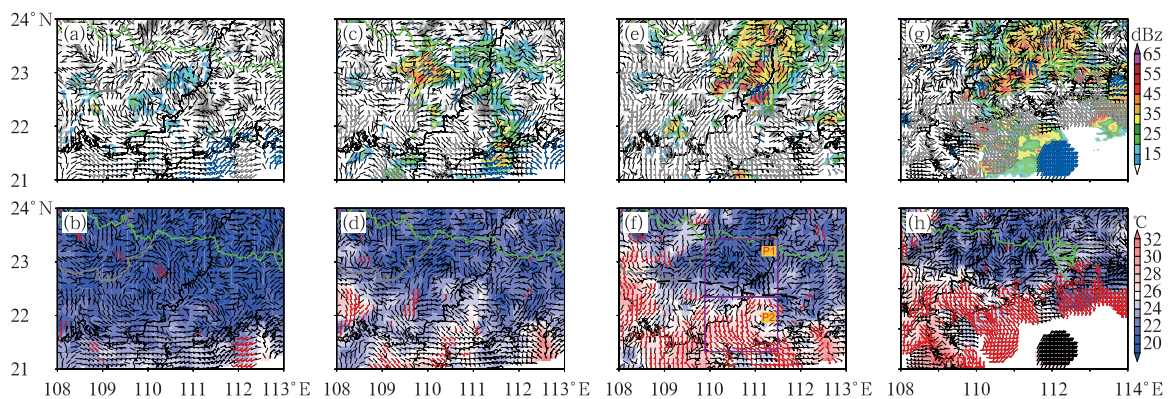 24°N
(a)
(c)
(e)
(g)
dBz
23
65
55
45
22
35
25
15
21
24°N
(b)
(d)
(f)
(h)
℃
P1
32
23
30
28
22
P2
26
24
22
20
21
108 109 110 111 112 113°E
108 109 110 111 112 113°E
108 109 110 111 112 113°E
108 110 112 114°E